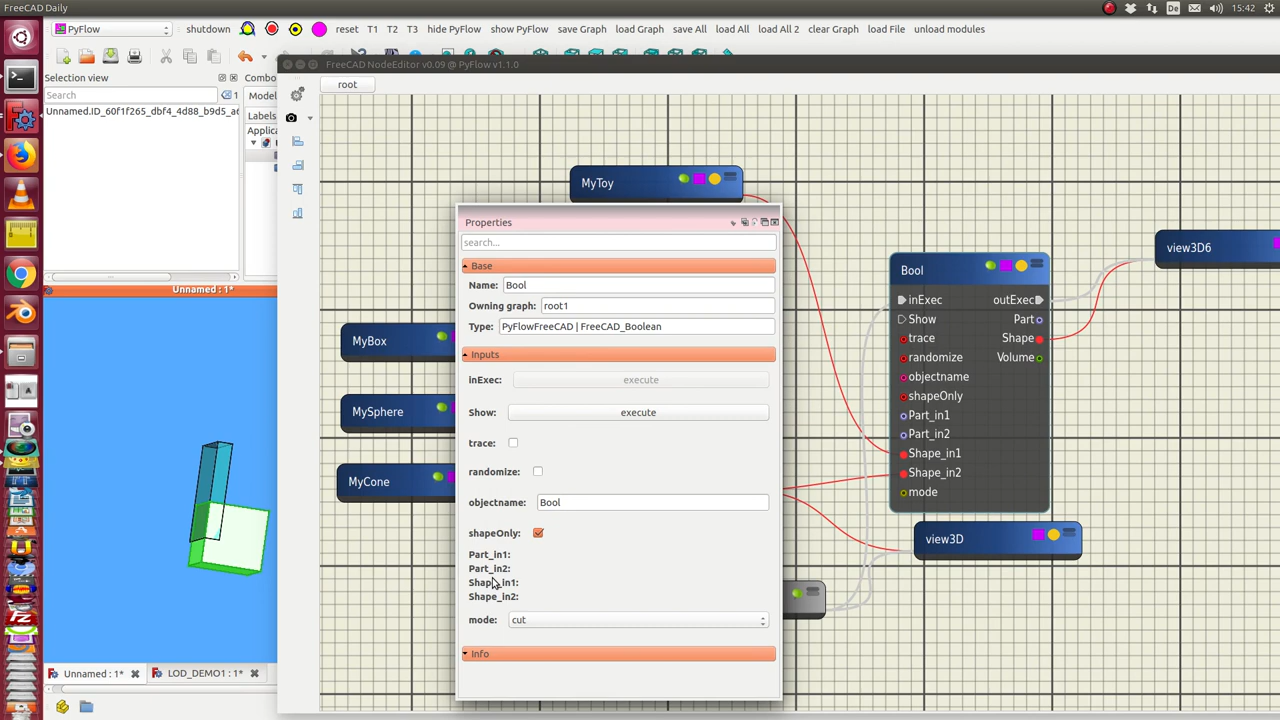 FreeCAD Daily
De
15:42
PyFlow
shutdown
reset
T1
T2
T3
hide PyFlow
show PyFlow
save Graph
load Graph
save All
load All
load All 2
clear Graph
load File
unload modules
Selection view
Combo
FreeCAD NodeEditor v0.09 @ PyFlow v1.1.0
Search
1
Model
root
Unnamed.ID_60f1f265_dbf4_4d88_b9d5_a6
Labels
Applica
MyToy
Properties
search...
Base
Name:
Bool
Owning graph:
root1
Type:
PyFlowFreeCAD | FreeCAD_Boolean
Inputs
inExec:
execute
Show:
execute
trace:
randomize:
objectname:
Bool
shapeOnly:
Part_in1:
Part_in2:
Shape_in1:
Shape_in2:
mode:
cut
Info
MyBox
MySphere
MyCone
Bool
inExec
outExec
Show
Part
trace
Shape
randomize
Volume
objectname
shapeOnly
Part_in1
Part_in2
Shape_in1
Shape_in2
mode
view3D6
view3D
Unnamed : 1*
Unnamed : 1*
LOD_DEMO1 : 1*